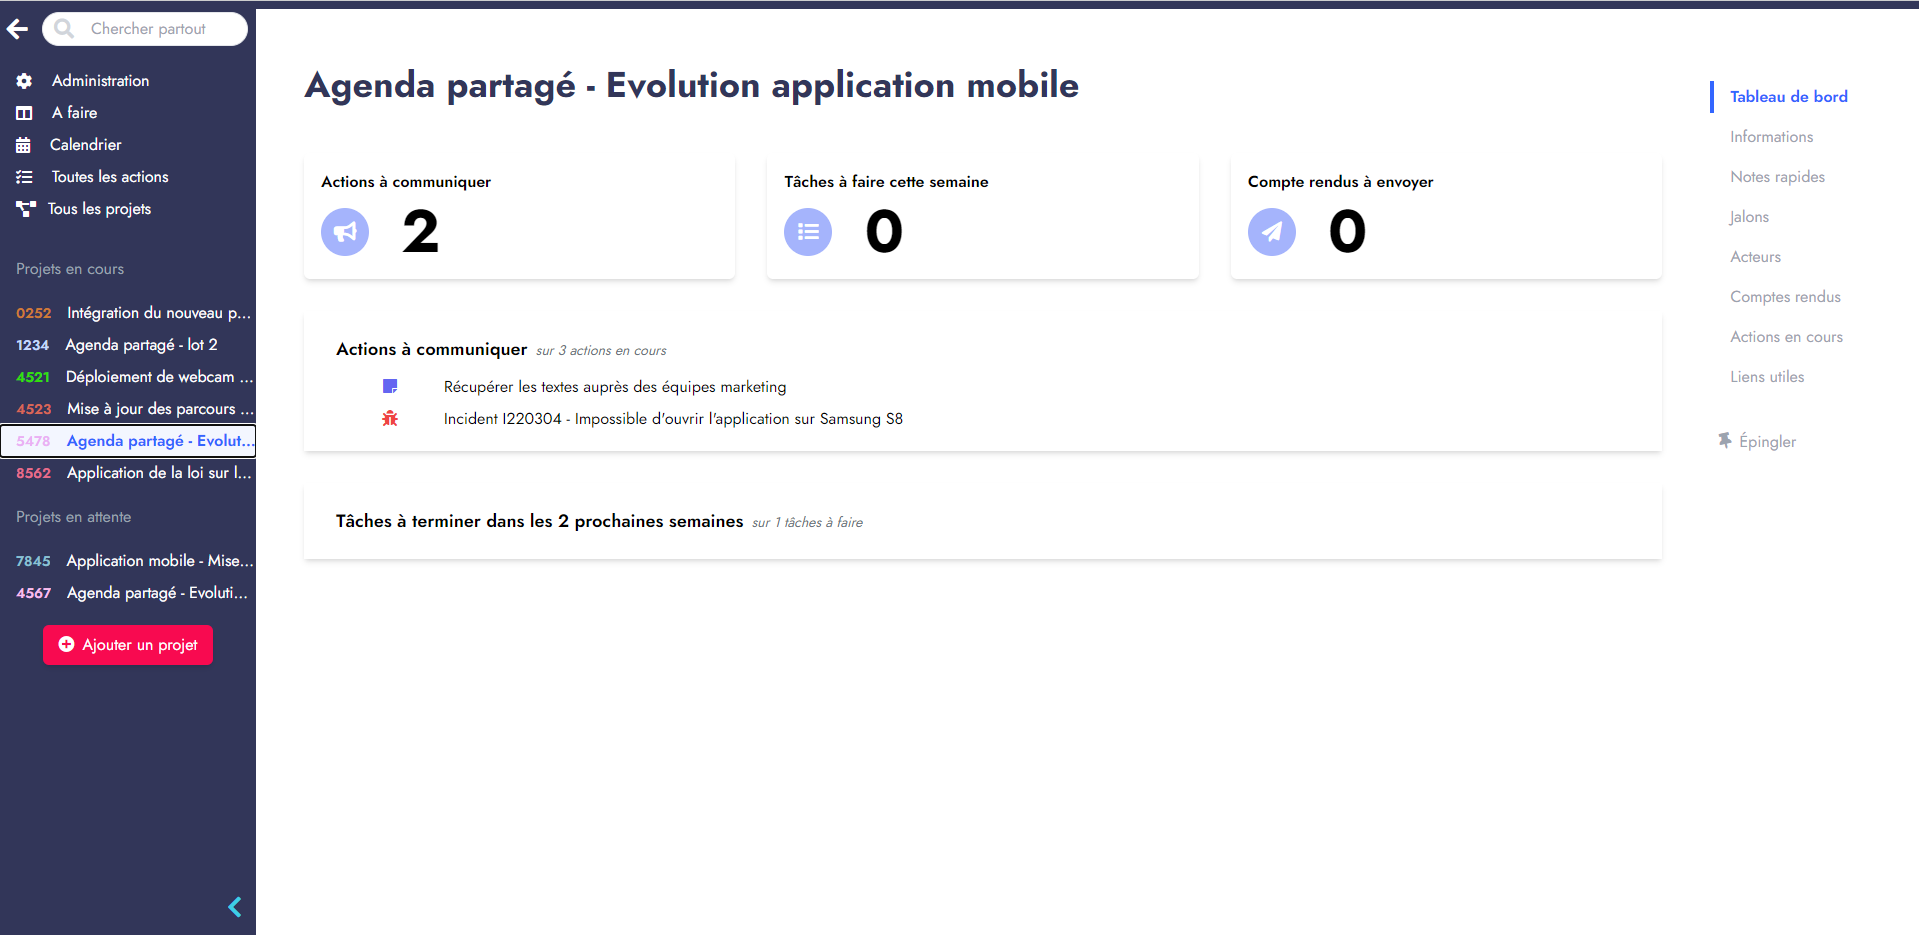 Chercher partout
Administration
A faire
Calendrier
Toutes les actions
Tous les projets
Projets en cours
0252 Intégration du nouveau p...
1234 Agenda partagé - lot 2
4521 Déploiement de webcam ...
4523 Mise à jour des parcours ...
5478 Agenda partagé - Evolut...
8562 Application de la loi sur l...
Projets en attente
7845 Application mobile - Mise...
4567 Agenda partagé - Evoluti...
Ajouter un projet
Agenda partagé - Evolution application mobile
Actions à communiquer
2
Tâches à faire cette semaine
0
Compte rendu à envoyer
0
Actions à communiquer sur 3 actions en cours
Récupérer les textes auprès des équipes marketing
Incident I220304 - Impossible d'ouvrir l'application sur Samsung S8
Tâches à terminer dans les 2 prochaines semaines sur 1 tâches à faire
Tableau de bord
Informations
Notes rapides
Jalons
Acteurs
Comptes rendus
Actions en cours
Liens utiles
Épingler